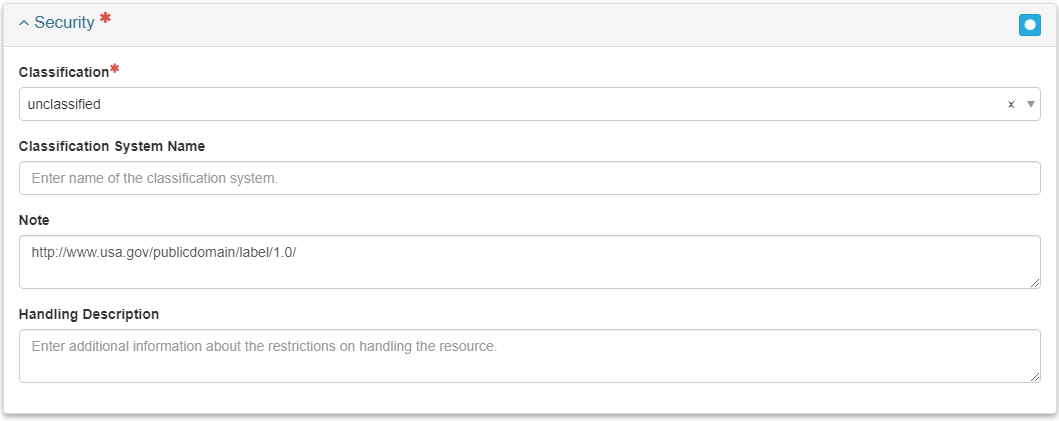 Security *
Classification*
unclassified
Classification System Name
Enter name of the classification system.
Note
http://www.usa.gov/publicdomain/label/1.0/
Handling Description
Enter additional information about the restrictions on handling the resource.